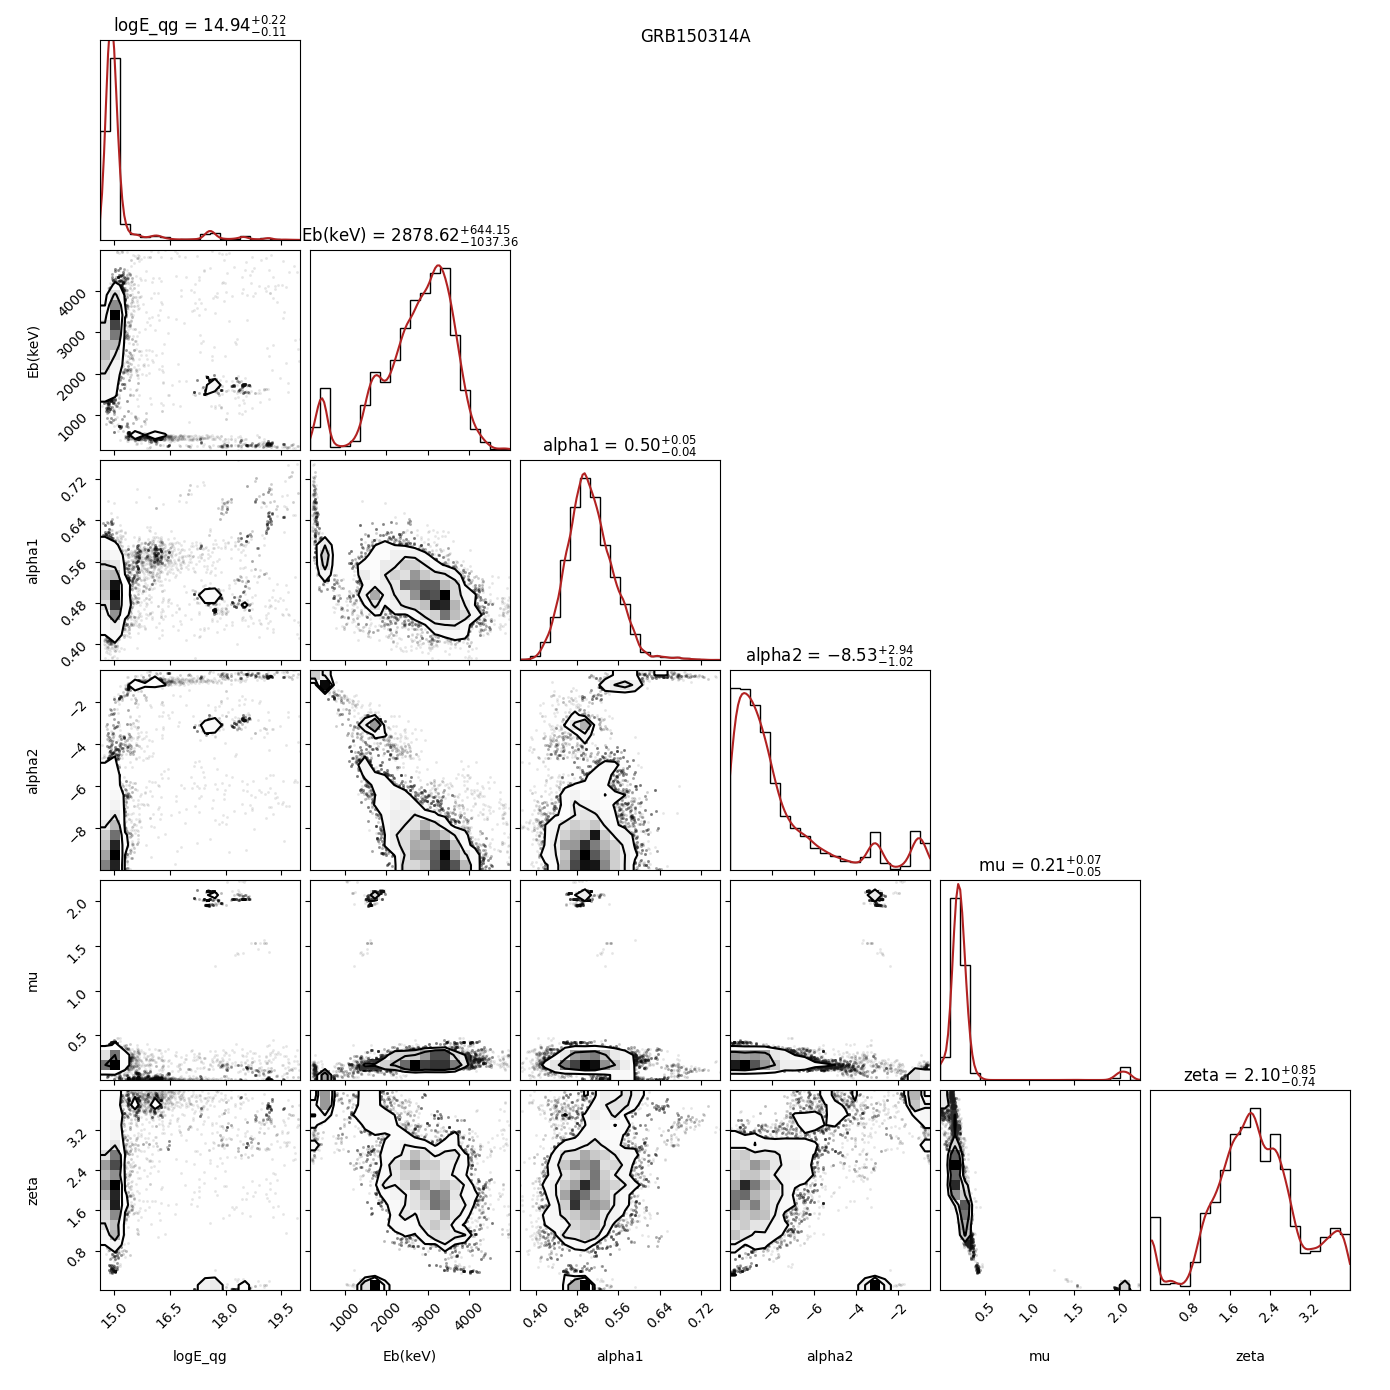 logE_qg = 14.94+0.22−0.11
GRB150314A
Eb(keV) = 2878.62+644.15−1037.36
Eb(keV)
4000
3000
2000
1000
alpha1 = 0.50+0.05−0.04
alpha1
0.72
0.64
0.56
0.48
0.40
alpha2 = −8.53+2.94−1.02
alpha2
−2
−4
−6
−8
mu = 0.21+0.07−0.05
mu
2.0
1.5
1.0
0.5
zeta = 2.10+0.85−0.74
zeta
3.2
2.4
1.6
0.8
15.0 16.5 18.0 19.5 1000 2000 3000 4000 0.40 0.48 0.56 0.64 0.72 −8 −6 −4 −2 0.5 1.0 1.5 2.0 0.8 1.6 2.4 3.2
logE_qg Eb(keV) alpha1 alpha2 mu zeta